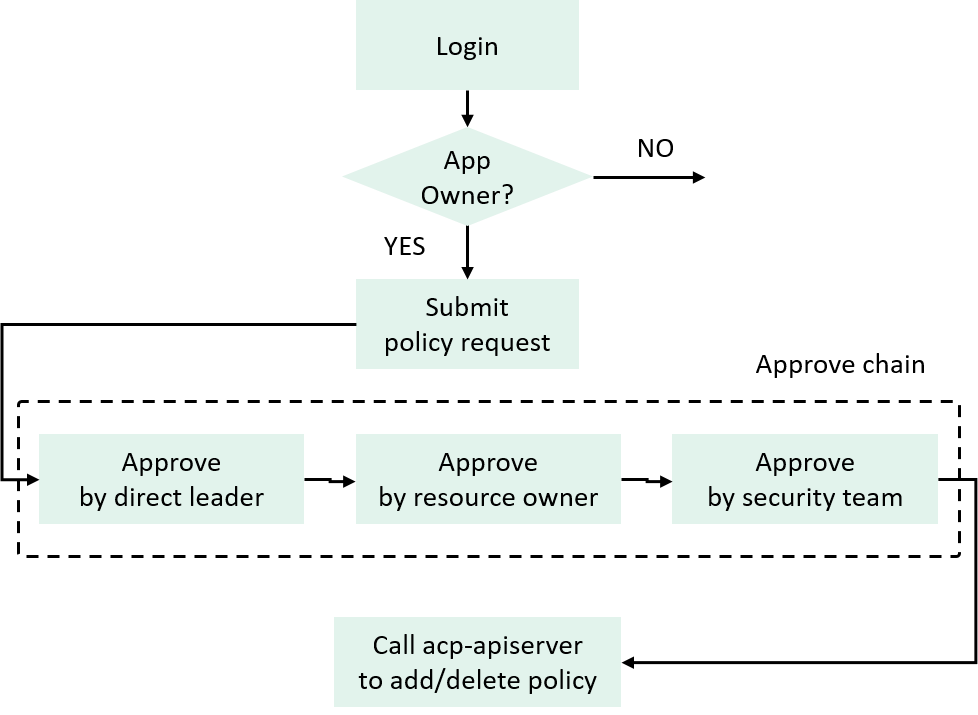 Login
App
Owner?
NO
YES
Submit
policy request
Approve chain
Approve
by direct leader
Approve
by resource owner
Approve
by security team
Call acp-apiserver
to add/delete policy